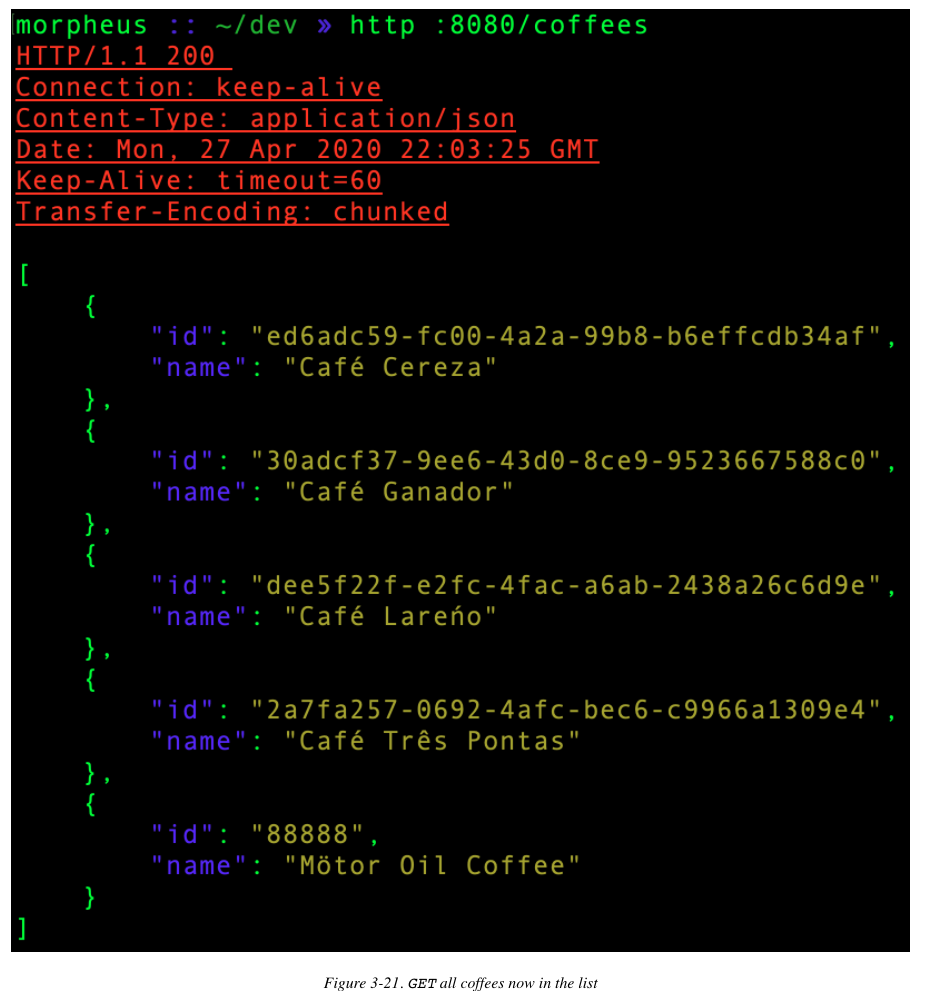 morpheus :: ~/dev » http :8080/coffees
HTTP/1.1 200
Connection: keep-alive
Content-Type: application/json
Date: Mon, 27 Apr 2020 22:03:25 GMT
Keep-Alive: timeout=60
Transfer-Encoding: chunked
[
{
"id": "ed6adc59-fc00-4a2a-99b8-b6effcdb34af",
"name": "Café Cereza"
},
{
"id": "30adcf37-9ee6-43d0-8ce9-9523667588c0",
"name": "Café Ganador"
},
{
"id": "dee5f22f-e2fc-4fac-a6ab-2438a26c6d9e",
"name": "Café Lareńo"
},
{
"id": "2a7fa257-0692-4afc-bec6-c9966a1309e4",
"name": "Café Três Pontas"
},
{
"id": "88888",
"name": "Mötor Oil Coffee"
}
]
Figure 3-21. GET all coffees now in the list